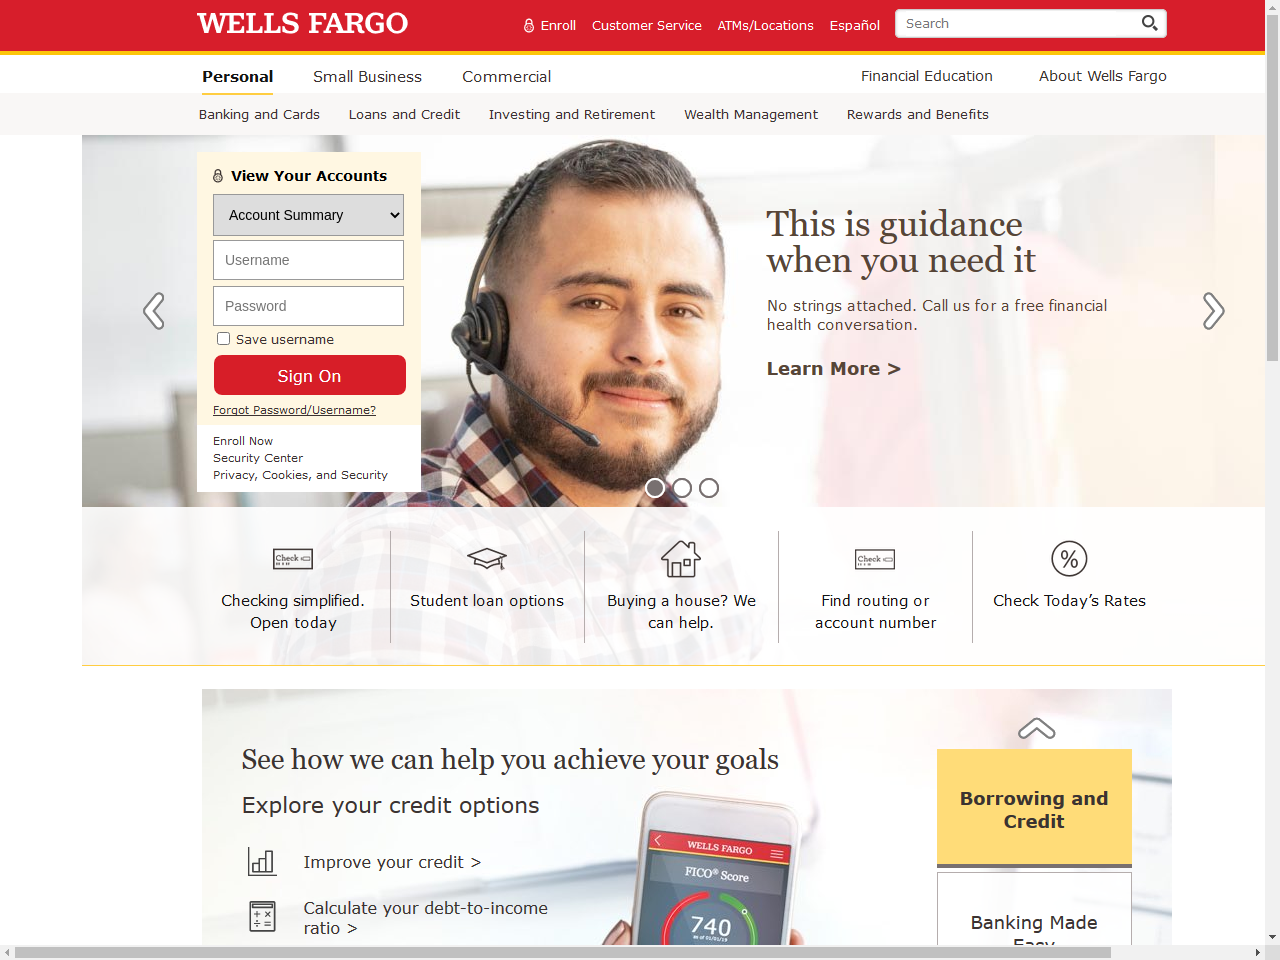 WELLS FARGO
Enroll
Customer Service
ATMs/Locations
Español
Search
Personal
Small Business
Commercial
Financial Education
About Wells Fargo
Banking and Cards
Loans and Credit
Investing and Retirement
Wealth Management
Rewards and Benefits
View Your Accounts
Account Summary
Username
Password
Save username
Sign On
Forgot Password/Username?
Enroll Now
Security Center
Privacy, Cookies, and Security
This is guidance
when you need it
No strings attached. Call us for a free financial
health conversation.
Learn More >
Check
Checking simplified.
Open today
Student loan options
Buying a house? We
can help.
Check
Find routing or
account number
%
Check Today's Rates
See how we can help you achieve your goals
Explore your credit options
Improve your credit >
Calculate your debt-to-income
ratio >
WELLS FARGO
FICO® Score
740
as of 01/01/19
Borrowing and
Credit
Banking Made
Easy